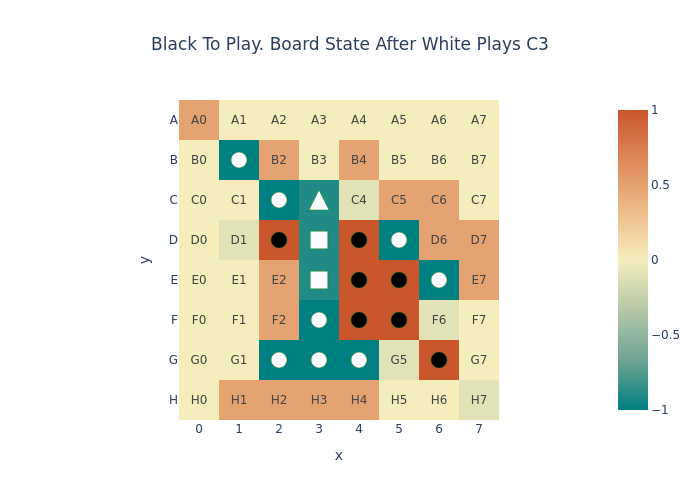 Black To Play. Board State After White Plays C3
A A0 A1 A2 A3 A4 A5 A6 A7
B B0 B2 B3 B4 B5 B6 B7
C C0 C1 C4 C5 C6 C7
D D0 D1 D6 D7
E E0 E1 E2 E7
F F0 F1 F2 F6 F7
G G0 G1 G5 G7
H H0 H1 H2 H3 H4 H5 H6 H7
0 1 2 3 4 5 6 7
x
y
1
0.5
0
−0.5
−1